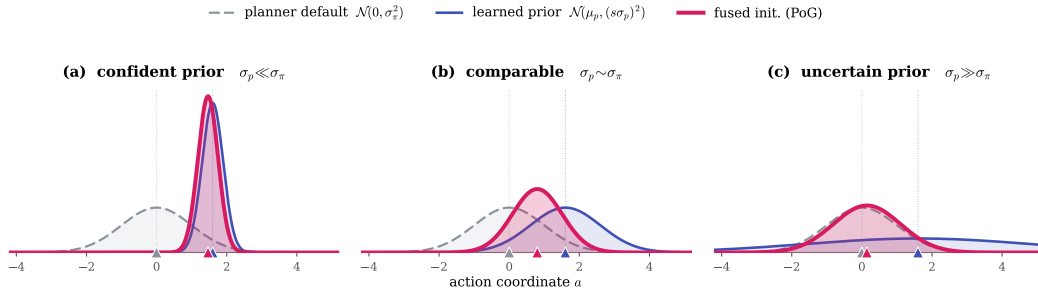 planner default 𝒩(0, σ_π²) learned prior 𝒩(μ_p, (sσ_p)²) fused init. (PoG)
(a) confident prior σ_p≪σ_π (b) comparable σ_p∼σ_π (c) uncertain prior σ_p≫σ_π
−4 −2 0 2 4 −4 −2 0 2 4 −4 −2 0 2 4
action coordinate a